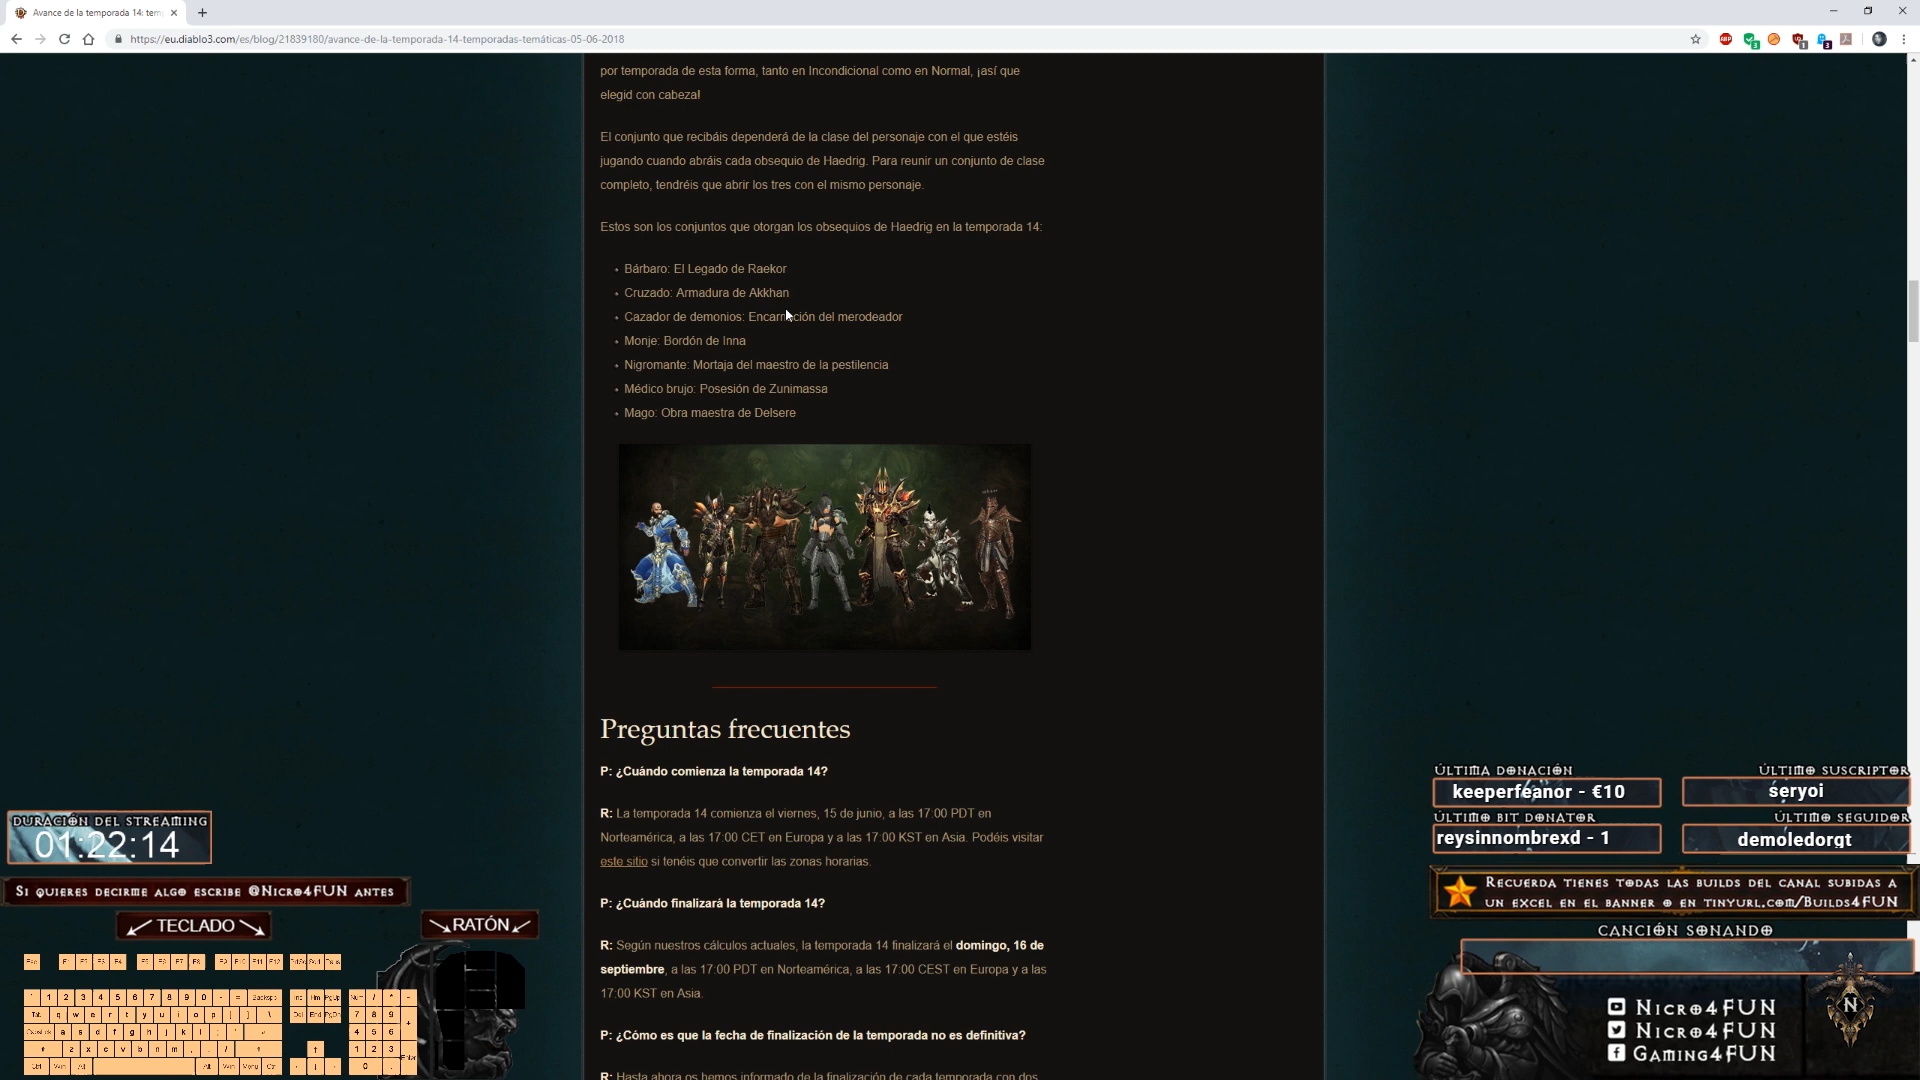 Avance de la temporada 14: tem
https://eu.diablo3.com/es/blog/21839180/avance-de-la-temporada-14-temporadas-temáticas-05-06-2018
por temporada de esta forma, tanto en Incondicional como en Normal, ¡así que
elegid con cabeza!
El conjunto que recibáis dependerá de la clase del personaje con el que estéis
jugando cuando abráis cada obsequio de Haedrig. Para reunir un conjunto de clase
completo, tendréis que abrir los tres con el mismo personaje.
Estos son los conjuntos que otorgan los obsequios de Haedrig en la temporada 14:
Bárbaro: El Legado de Raekor
Cruzado: Armadura de Akkhan
Cazador de demonios: Encarnación del merodeador
Monje: Bordón de Inna
Nigromante: Mortaja del maestro de la pestilencia
Médico brujo: Posesión de Zunimassa
Mago: Obra maestra de Delsere
Preguntas frecuentes
P: ¿Cuándo comienza la temporada 14?
R: La temporada 14 comienza el viernes, 15 de junio, a las 17:00 PDT en
Norteamérica, a las 17:00 CET en Europa y a las 17:00 KST en Asia. Podéis visitar
este sitio si tenéis que convertir las zonas horarias.
P: ¿Cuándo finalizará la temporada 14?
R: Según nuestros cálculos actuales, la temporada 14 finalizará el domingo, 16 de
septiembre, a las 17:00 PDT en Norteamérica, a las 17:00 CEST en Europa y a las
17:00 KST en Asia.
P: ¿Cómo es que la fecha de finalización de la temporada no es definitiva?
R: Hasta ahora os hemos informado de la finalización de cada temporada con dos
DURACIÓN DEL STREAMING
01:22:14
SI QUIERES DECIRME ALGO ESCRIBE @NICRO4FUN ANTES
TECLADO
RATÓN
ÚLTIMA DONACIÓN
keeperfeanor - €10
ÚLTIMO SUSCRIPTOR
seryoi
ÚLTIMO BIT DONATOR
reysinnombrexd - 1
ÚLTIMO SEGUIDOR
demoledorgt
RECUERDA TIENES TODAS LAS BUILDS DEL CANAL SUBIDAS A
UN EXCEL EN EL BANNER O EN TINYURL.COM/BUILDS4FUN
CANCIÓN SONANDO
NICRO4FUN
NICRO4FUN
GAMING4FUN
N